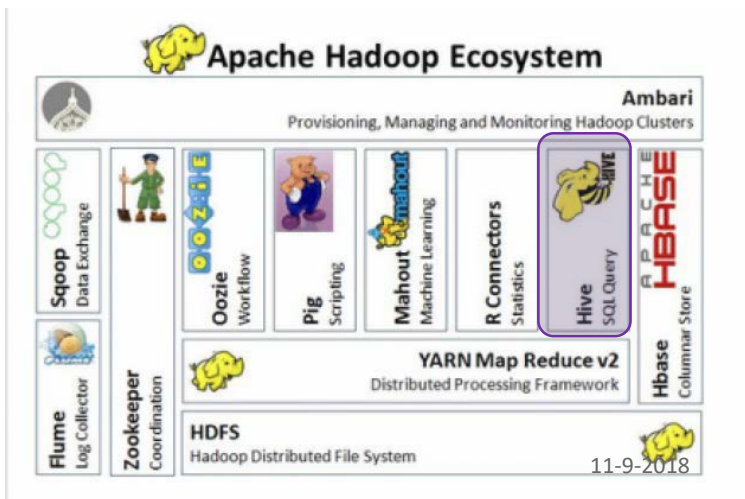 Apache Hadoop Ecosystem
Ambari
Provisioning, Managing and Monitoring Hadoop Clusters
Sqoop
Data Exchange
sqoop
Flume
Log Collector
Zookeeper
Coordination
OOZIE
Oozie
Workflow
Pig
Scripting
mahout
Mahout
Machine Learning
R Connectors
Statistics
HIVE
Hive
SQL Query
APACHE
HBASE
Hbase
Columnar Store
YARN Map Reduce v2
Distributed Processing Framework
HDFS
Hadoop Distributed File System
11-9-2018